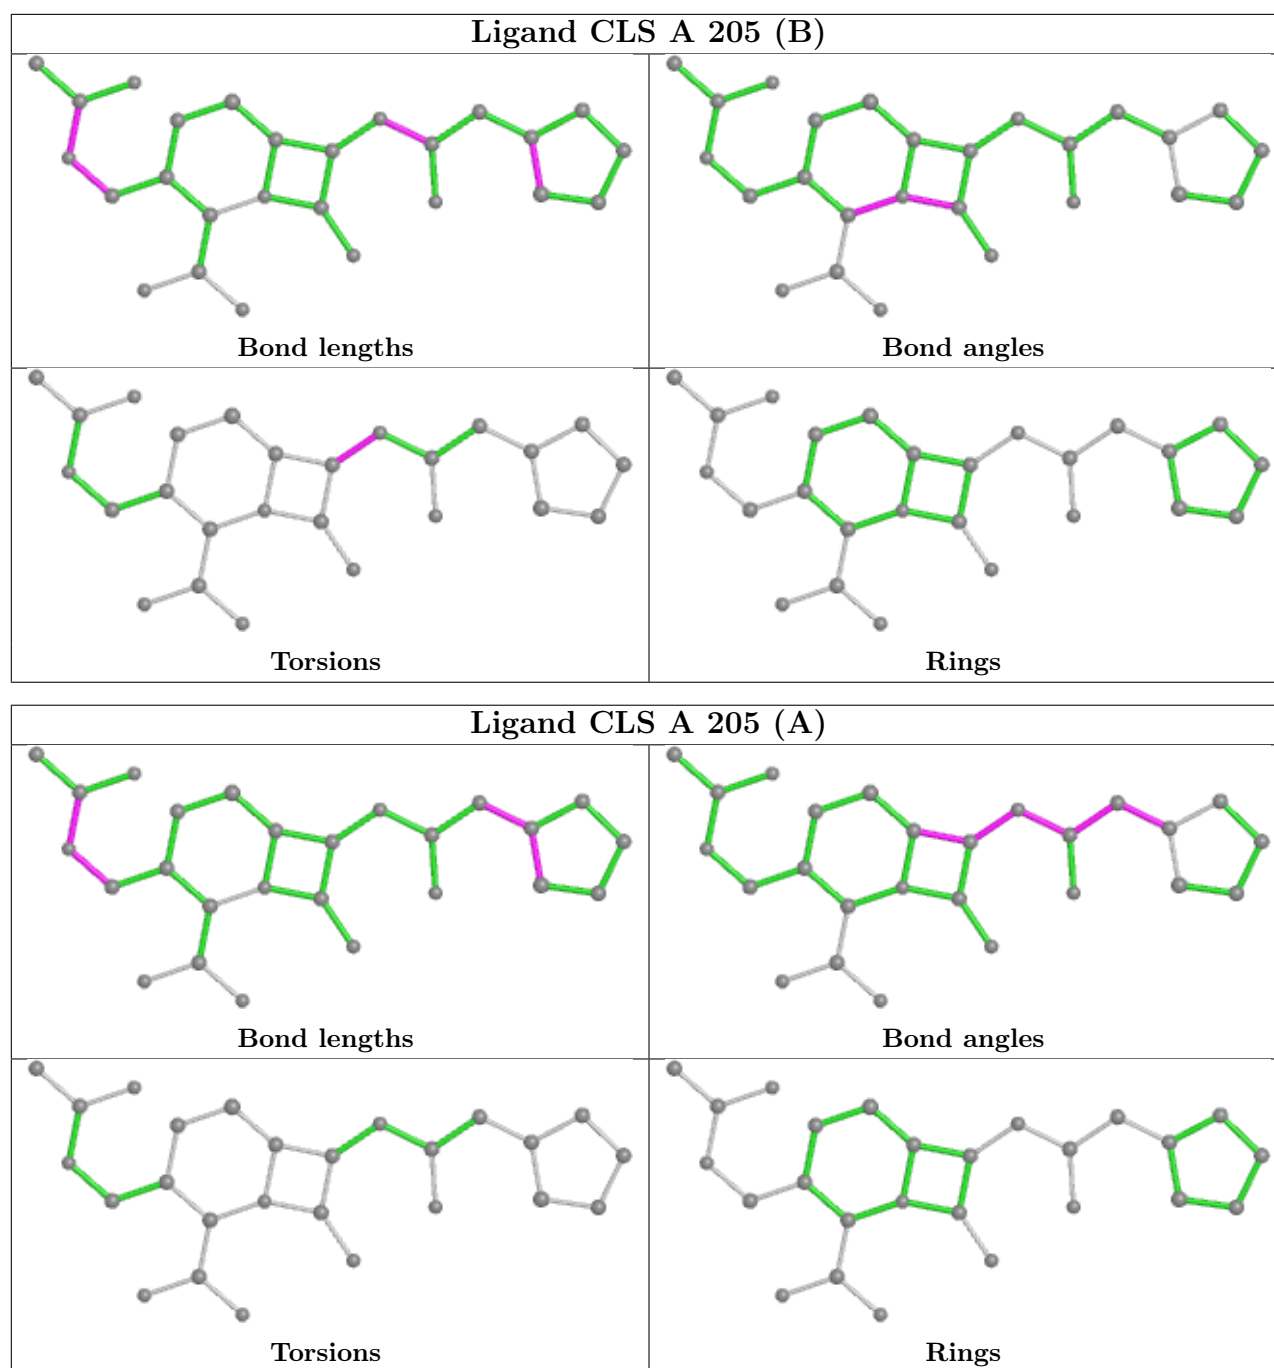 Ligand CLS A 205 (B)
Bond lengths
Bond angles
Torsions
Rings
Ligand CLS A 205 (A)
Bond lengths
Bond angles
Torsions
Rings